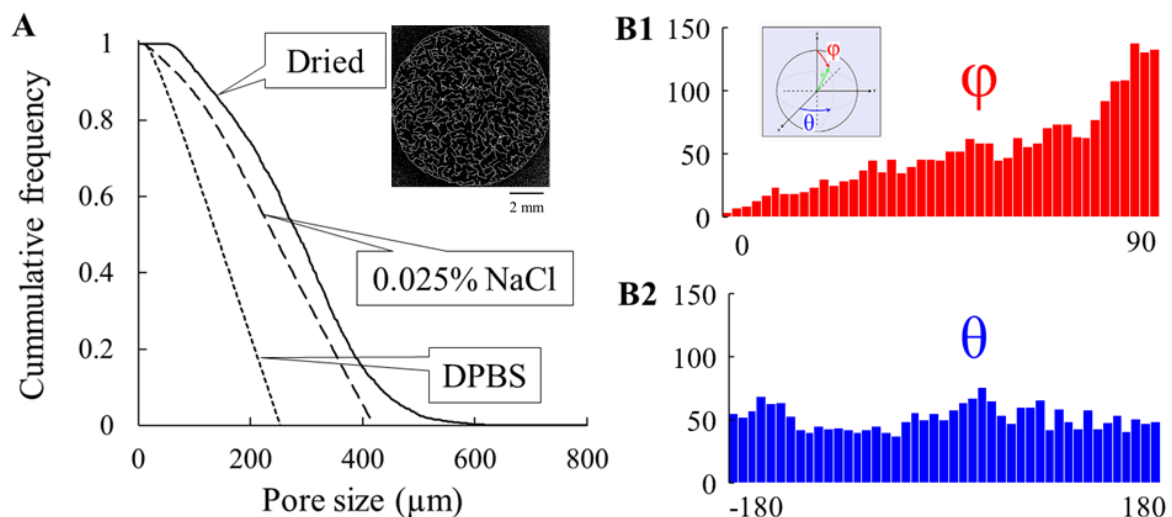 A
Cummulative frequency
1
0.8
0.6
0.4
0.2
0
Dried
0.025% NaCl
DPBS
2 mm
0 200 400 600 800
Pore size (µm)
B1
150
100
50
0
φ
φ
θ
0 90
B2
150
100
50
0
θ
-180 180